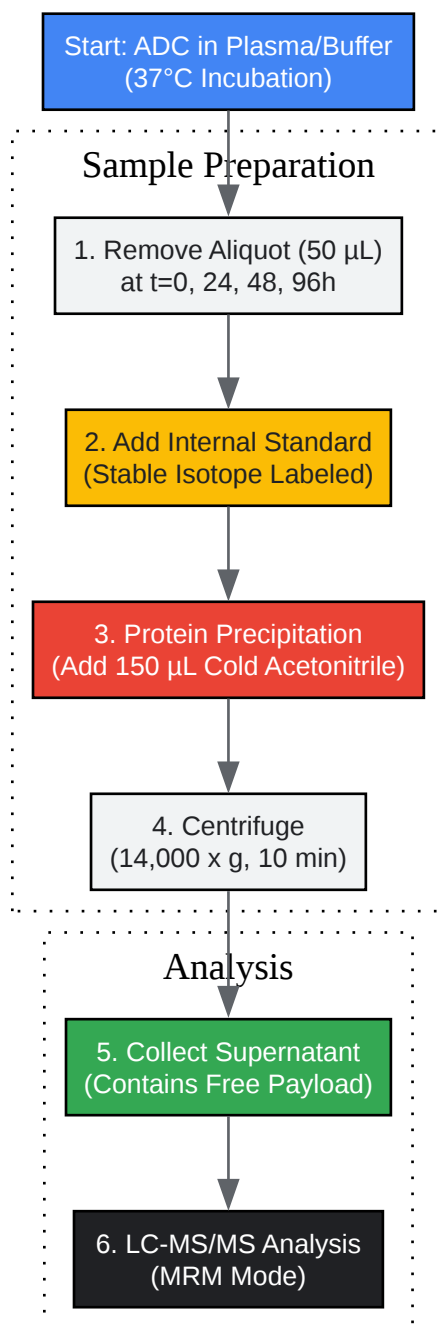 Start: ADC in Plasma/Buffer
(37°C Incubation)
Sample Preparation
1. Remove Aliquot (50 µL)
at t=0, 24, 48, 96h
2. Add Internal Standard
(Stable Isotope Labeled)
3. Protein Precipitation
(Add 150 µL Cold Acetonitrile)
4. Centrifuge
(14,000 x g, 10 min)
Analysis
5. Collect Supernatant
(Contains Free Payload)
6. LC-MS/MS Analysis
(MRM Mode)